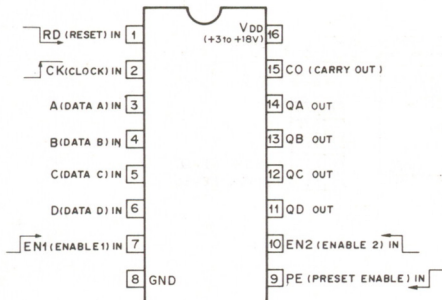 RD (RESET) IN 1
CK(CLOCK) IN 2
A(DATA A) IN 3
B(DATA B) IN 4
C(DATA C) IN 5
D(DATA D) IN 6
EN1(ENABLE1) IN 7
8 GND
VDD 16
(+3 to +18V)
15 CO (CARRY OUT)
14 QA OUT
13 QB OUT
12 QC OUT
11 QD OUT
10 EN2 (ENABLE 2) IN
9 PE (PRESET ENABLE) IN